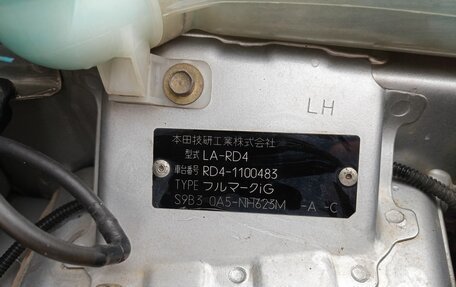 LH
本田技研工業株式会社
型式 LA-RD4
車台番号 RD4-1100483
TYPE フルマークiG
S9B3 0A5-NH623M -A -C